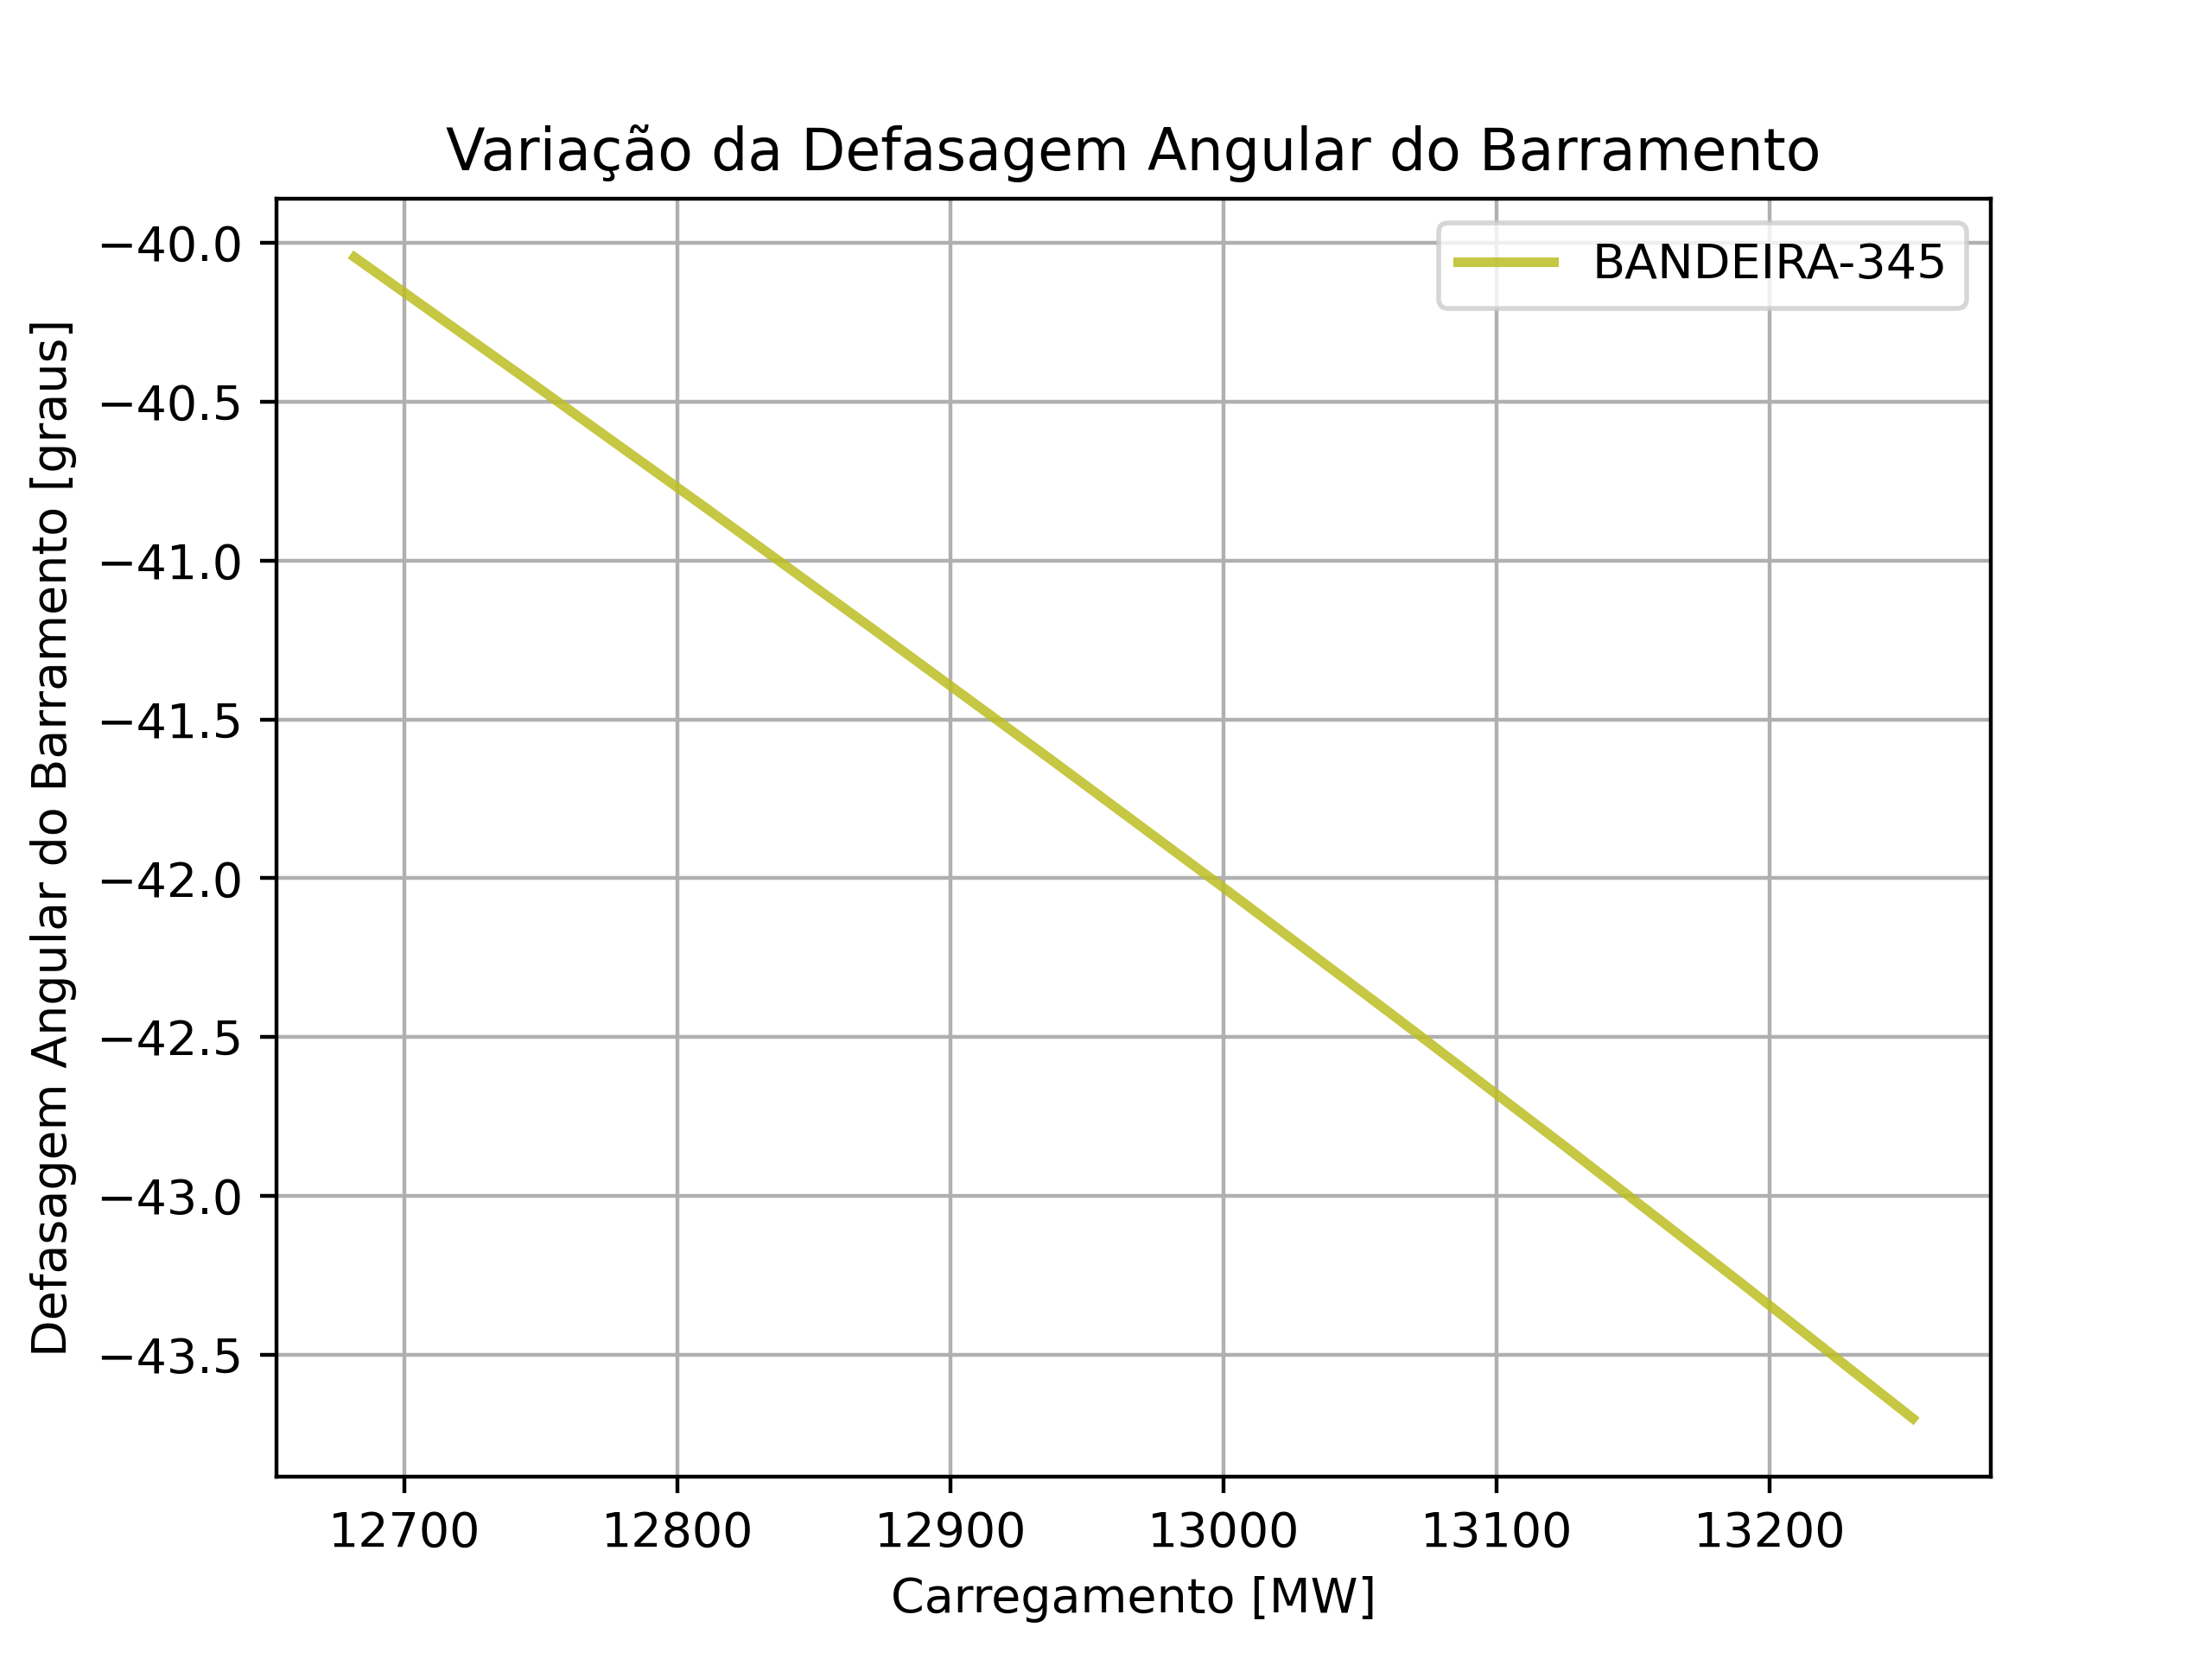 Variação da Defasagem Angular do Barramento
BANDEIRA-345
Defasagem Angular do Barramento [graus]
−40.0
−40.5
−41.0
−41.5
−42.0
−42.5
−43.0
−43.5
12700 12800 12900 13000 13100 13200
Carregamento [MW]